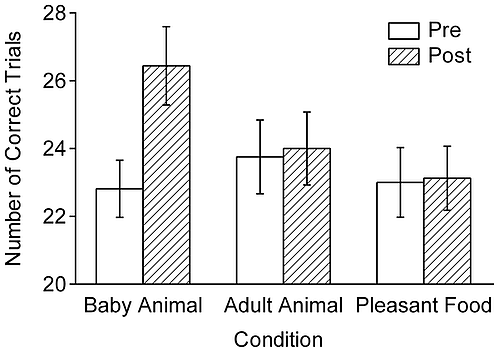 28
26
24
22
20
Number of Correct Trials
Pre
Post
Baby Animal
Adult Animal
Pleasant Food
Condition